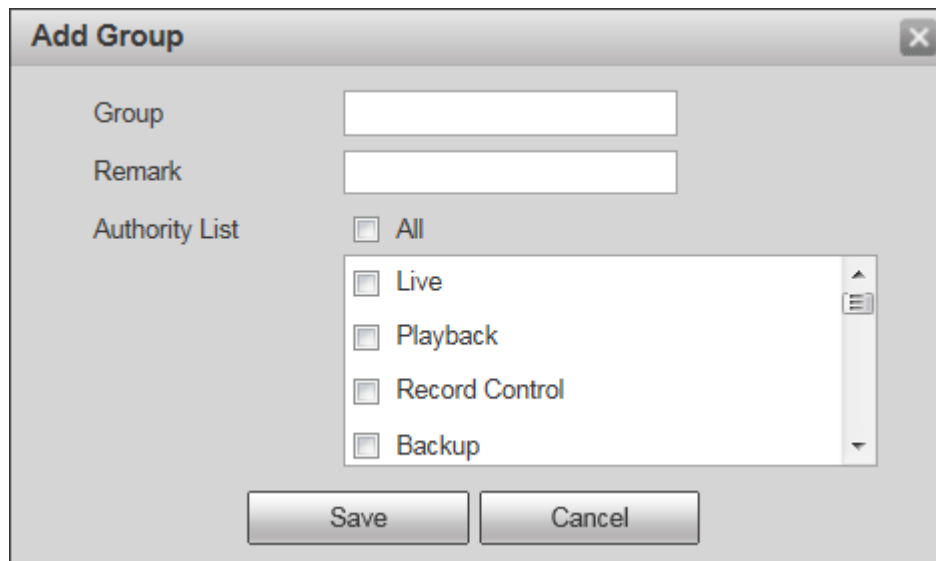 Add Group
Group
Remark
Authority List All
Live
Playback
Record Control
Backup
Save Cancel